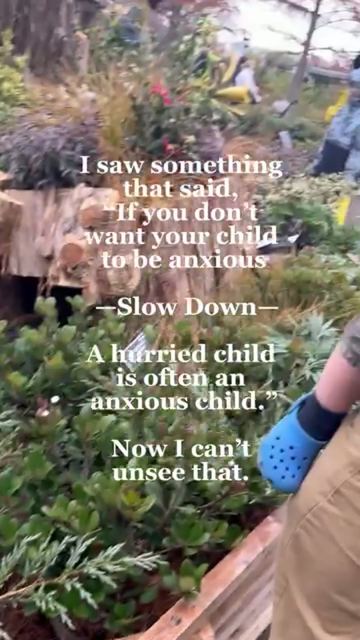 I saw something
that said,
“If you don’t
want your child
to be anxious
—Slow Down—
A hurried child
is often an
anxious child.”
Now I can’t
unsee that.